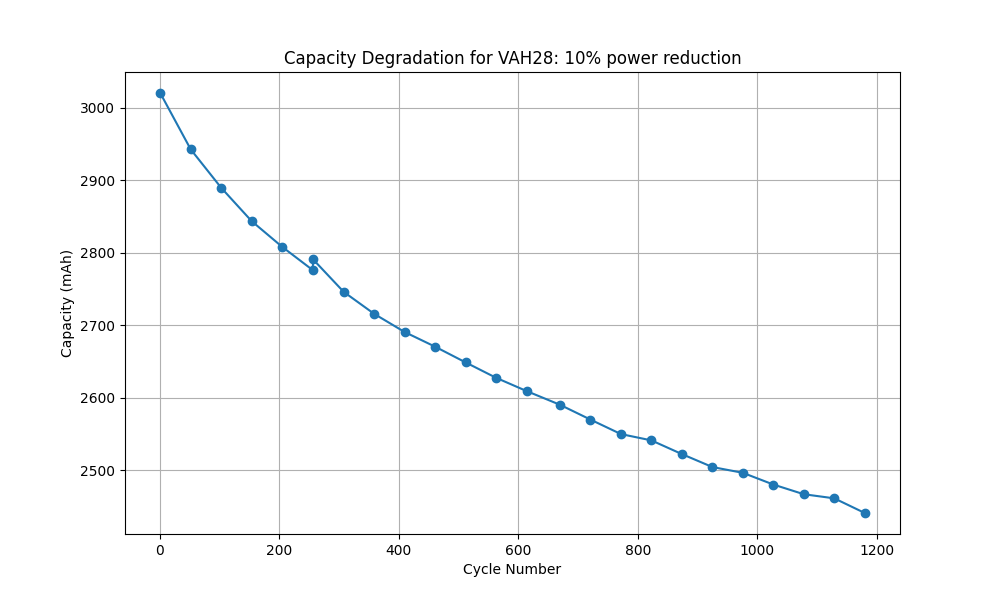 Capacity Degradation for VAH28: 10% power reduction
Capacity (mAh)
3000
2900
2800
2700
2600
2500
0 200 400 600 800 1000 1200
Cycle Number